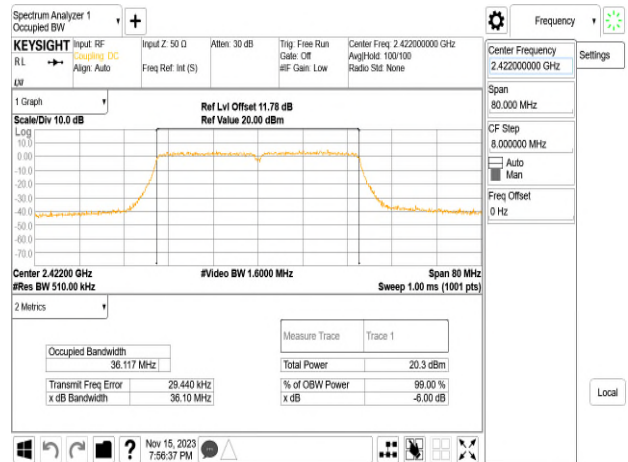 Spectrum Analyzer 1
Occupied BW
+
Frequency
KEYSIGHT
Input: RF
Input Z: 50 Ω
Atten: 30 dB
Trig: Free Run
Center Freq: 2.422000000 GHz
RL
Coupling: DC
Gate: Off
Avg|Hold: 100/100
Align: Auto
Freq Ref: Int (S)
#IF Gain: Low
Radio Std: None
Center Frequency
2.422000000 GHz
Settings
Span
80.000 MHz
CF Step
8.000000 MHz
Auto
Man
Freq Offset
0 Hz
Local
1 Graph
Ref Lvl Offset 11.78 dB
Scale/Div 10.0 dB
Ref Value 20.00 dBm
Log
10.0
0.00
-10.0
-20.0
-30.0
-40.0
-50.0
-60.0
-70.0
Center 2.42200 GHz
#Video BW 1.6000 MHz
Span 80 MHz
#Res BW 510.00 kHz
Sweep 1.00 ms (1001 pts)
2 Metrics
Measure Trace
Trace 1
Occupied Bandwidth
36.117 MHz
Total Power
20.3 dBm
Transmit Freq Error
29.440 kHz
% of OBW Power
99.00 %
x dB Bandwidth
36.10 MHz
x dB
-6.00 dB
?
Nov 15, 2023
7:56:37 PM